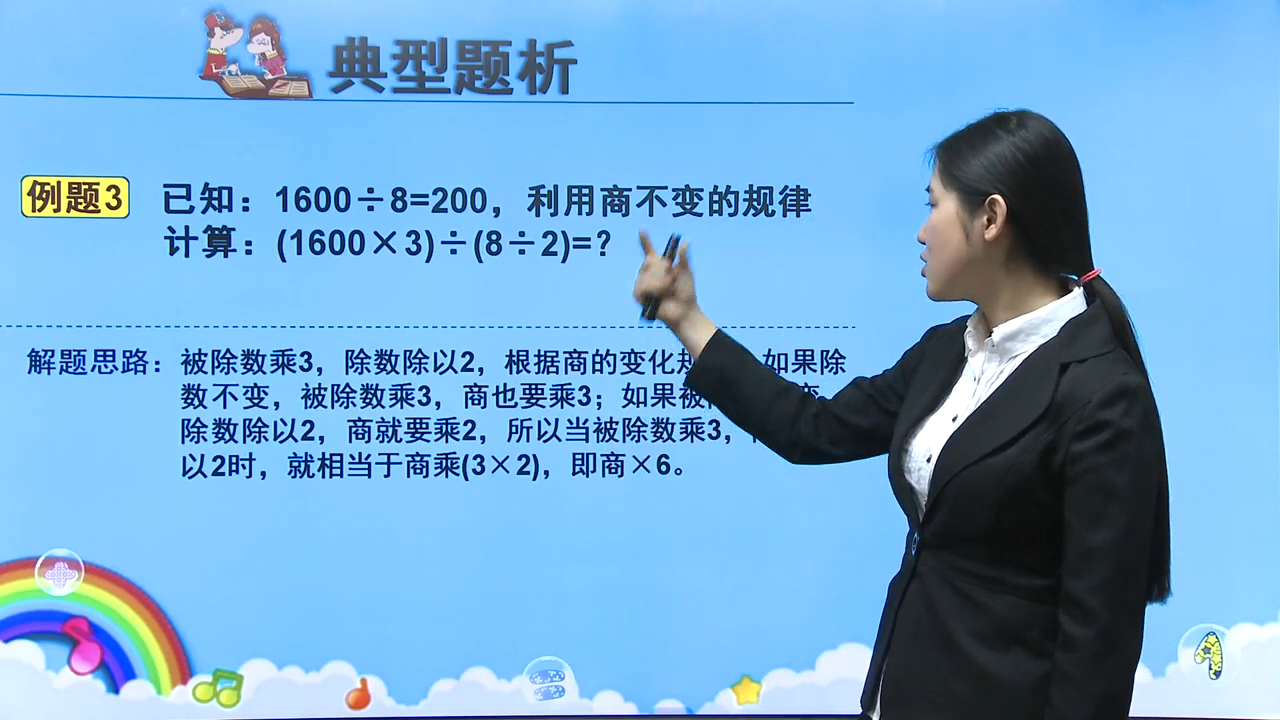 典型题析
例题3 已知：1600÷8=200，利用商不变的规律
计算：(1600×3)÷(8÷2)=？
解题思路：被除数乘3，除数除以2，根据商的变化 如果除
数不变，被除数乘3，商也要乘3；如果被
除数除以2，商就要乘2，所以当被除数乘3，
以2时，就相当于商乘(3×2)，即商×6。